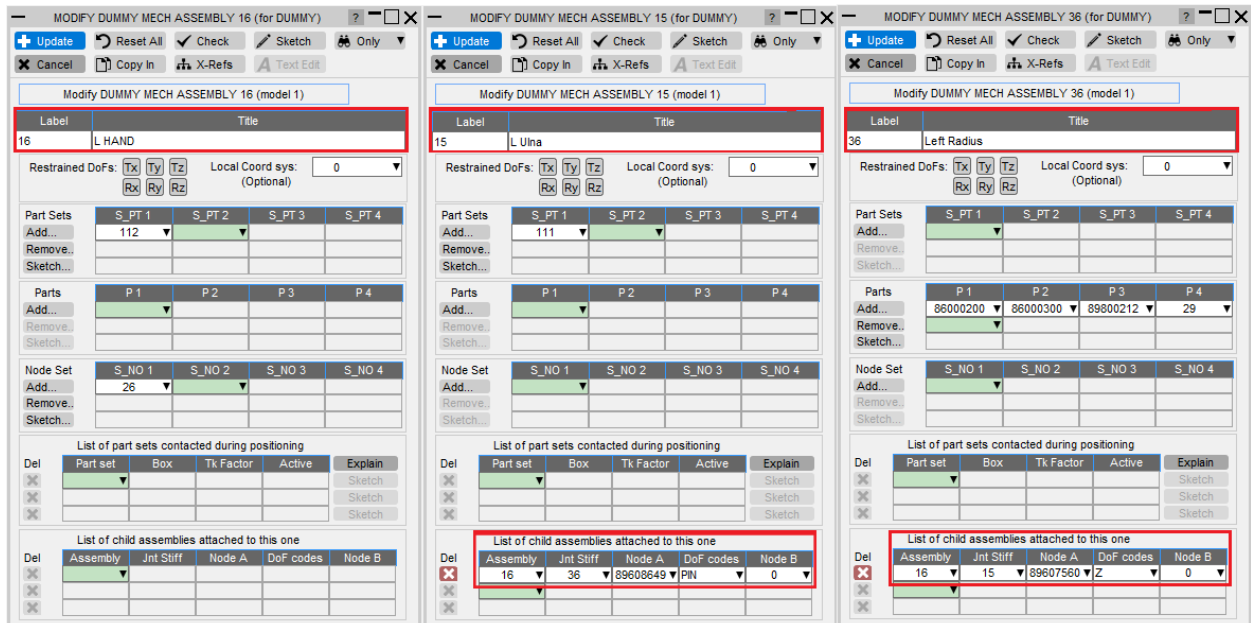 MODIFY DUMMY MECH ASSEMBLY 16 (for DUMMY) ?
Update Reset All Check Sketch Only
Cancel Copy In X-Refs Text Edit
Modify DUMMY MECH ASSEMBLY 16 (model 1)
Label Title
16 L HAND
Restrained DoFs: Tx Ty Tz Local Coord sys: 0
Rx Ry Rz (Optional)
Part Sets S_PT 1 S_PT 2 S_PT 3 S_PT 4
Add... 112
Remove..
Sketch...
Parts P 1 P 2 P 3 P 4
Add...
Remove..
Sketch...
Node Set S_NO 1 S_NO 2 S_NO 3 S_NO 4
Add... 26
Remove..
Sketch...
List of part sets contacted during positioning
Del Part set Box Tk Factor Active Explain
Sketch
Sketch
Sketch
List of child assemblies attached to this one
Del Assembly Jnt Stiff Node A DoF codes Node B
MODIFY DUMMY MECH ASSEMBLY 15 (for DUMMY) ?
Update Reset All Check Sketch Only
Cancel Copy In X-Refs Text Edit
Modify DUMMY MECH ASSEMBLY 15 (model 1)
Label Title
15 L Ulna
Restrained DoFs: Tx Ty Tz Local Coord sys: 0
Rx Ry Rz (Optional)
Part Sets S_PT 1 S_PT 2 S_PT 3 S_PT 4
Add... 111
Remove..
Sketch...
Parts P 1 P 2 P 3 P 4
Add...
Remove..
Sketch...
Node Set S_NO 1 S_NO 2 S_NO 3 S_NO 4
Add...
Remove..
Sketch...
List of part sets contacted during positioning
Del Part set Box Tk Factor Active Explain
Sketch
Sketch
Sketch
List of child assemblies attached to this one
Del Assembly Jnt Stiff Node A DoF codes Node B
16 36 89608649 PIN 0
MODIFY DUMMY MECH ASSEMBLY 36 (for DUMMY) ?
Update Reset All Check Sketch Only
Cancel Copy In X-Refs Text Edit
Modify DUMMY MECH ASSEMBLY 36 (model 1)
Label Title
36 Left Radius
Restrained DoFs: Tx Ty Tz Local Coord sys: 0
Rx Ry Rz (Optional)
Part Sets S_PT 1 S_PT 2 S_PT 3 S_PT 4
Add...
Remove..
Sketch...
Parts P 1 P 2 P 3 P 4
Add... 86000200 86000300 89800212 29
Remove..
Sketch...
Node Set S_NO 1 S_NO 2 S_NO 3 S_NO 4
Add...
Remove..
Sketch...
List of part sets contacted during positioning
Del Part set Box Tk Factor Active Explain
Sketch
Sketch
Sketch
List of child assemblies attached to this one
Del Assembly Jnt Stiff Node A DoF codes Node B
16 15 89607560 Z 0